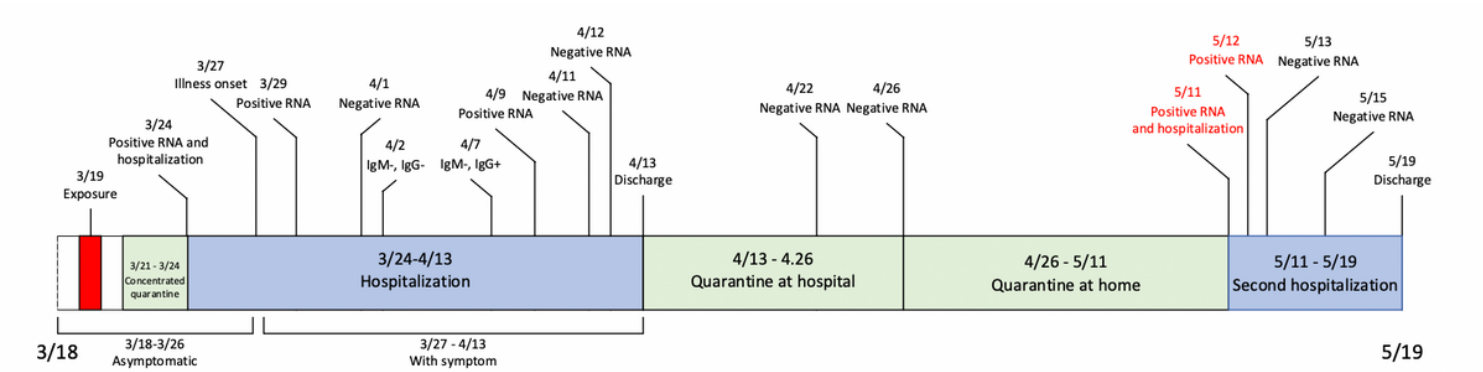 3/19
Exposure
3/24
Positive RNA and
hospitalization
3/27
Illness onset
3/29
Positive RNA
4/1
Negative RNA
4/2
IgM-, IgG-
4/7
IgM-, IgG+
4/9
Positive RNA
4/11
Negative RNA
4/12
Negative RNA
4/13
Discharge
4/22
Negative RNA
4/26
Negative RNA
5/11
Positive RNA
and hospitalization
5/12
Positive RNA
5/13
Negative RNA
5/15
Negative RNA
5/19
Discharge
3/21 - 3/24
Concentrated
quarantine
3/24-4/13
Hospitalization
4/13 - 4.26
Quarantine at hospital
4/26 - 5/11
Quarantine at home
5/11 - 5/19
Second hospitalization
3/18
3/18-3/26
Asymptomatic
3/27 - 4/13
With symptom
5/19